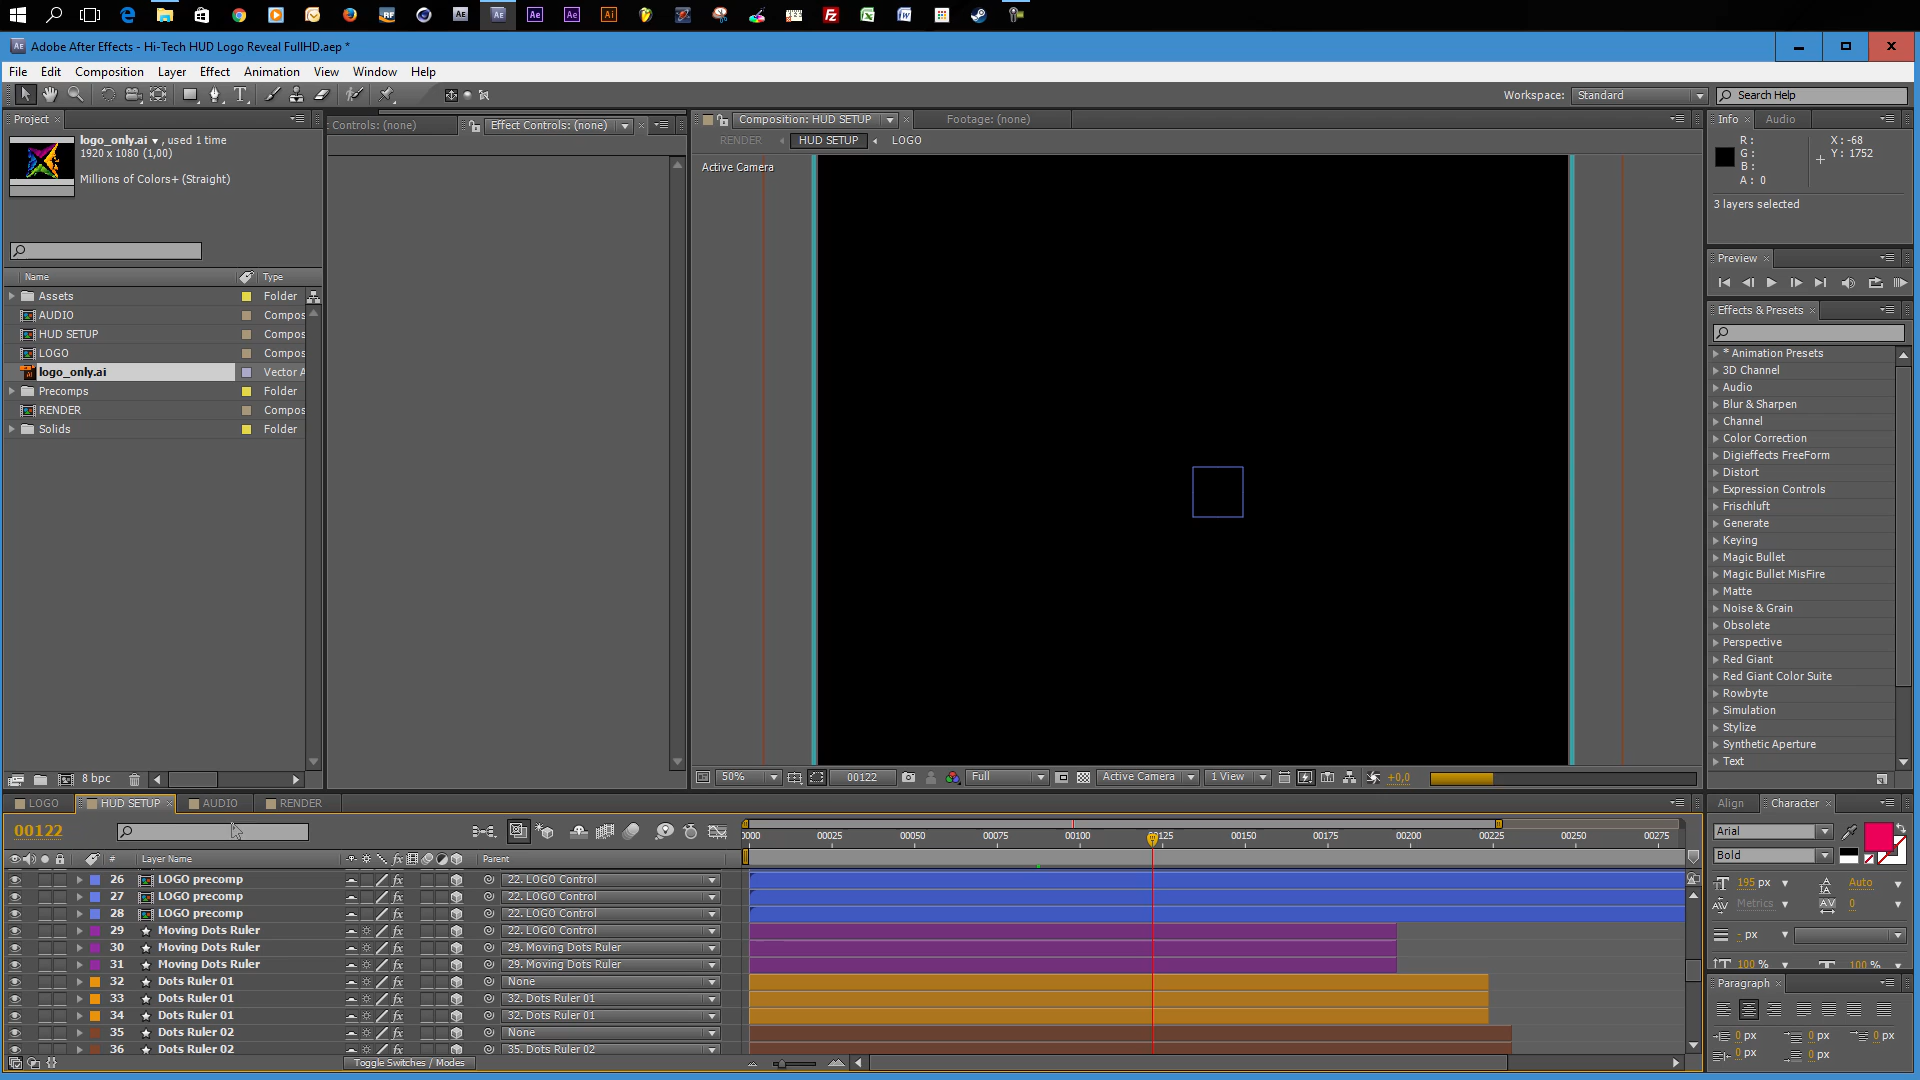 Adobe After Effects - Hi-Tech HUD Logo Reveal FullHD.aep *
File Edit Composition Layer Effect Animation View Window Help
Workspace: Standard Search Help
Project
logo_only.ai ▾ , used 1 time
1920 x 1080 (1,00)
Millions of Colors+ (Straight)
Name Type
Assets Folder
AUDIO Compos
HUD SETUP Compos
LOGO Compos
logo_only.ai Vector A
Precomps Folder
RENDER Compos
Solids Folder
8 bpc
Controls: (none) Effect Controls: (none)
Composition: HUD SETUP Footage: (none)
RENDER HUD SETUP LOGO
Active Camera
50% 00122 Full Active Camera 1 View +0,0
Info Audio
R :
G :
B :
A : 0
X : -68
Y : 1752
3 layers selected
Preview
Effects & Presets
* Animation Presets
3D Channel
Audio
Blur & Sharpen
Channel
Color Correction
Digieffects FreeForm
Distort
Expression Controls
Frischluft
Generate
Keying
Magic Bullet
Magic Bullet MisFire
Matte
Noise & Grain
Obsolete
Perspective
Red Giant
Red Giant Color Suite
Rowbyte
Simulation
Stylize
Synthetic Aperture
Text
LOGO HUD SETUP AUDIO RENDER
00122
0000 00025 00050 00075 00100 00125 00150 00175 00200 00225 00250 00275
# Layer Name Parent
26 LOGO precomp 22. LOGO Control
27 LOGO precomp 22. LOGO Control
28 LOGO precomp 22. LOGO Control
29 Moving Dots Ruler 22. LOGO Control
30 Moving Dots Ruler 29. Moving Dots Ruler
31 Moving Dots Ruler 29. Moving Dots Ruler
32 Dots Ruler 01 None
33 Dots Ruler 01 32. Dots Ruler 01
34 Dots Ruler 01 32. Dots Ruler 01
35 Dots Ruler 02 None
36 Dots Ruler 02 35. Dots Ruler 02
Toggle Switches / Modes
Align Character
Arial
Bold
195 px Auto
Metrics 0
- px
100 % 100 %
Paragraph
0 px 0 px 0 px
0 px 0 px